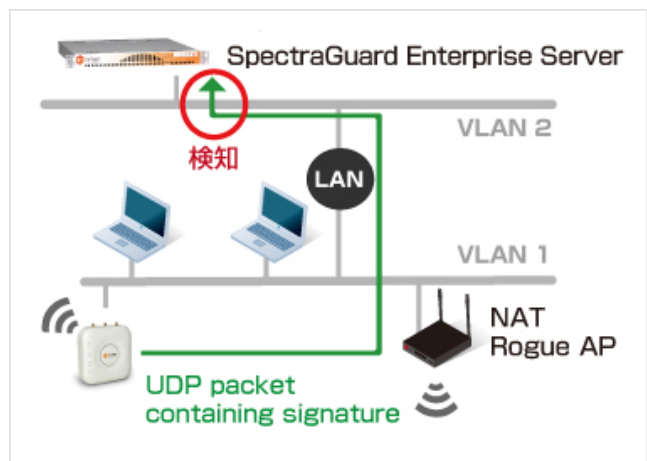 SpectraGuard Enterprise Server
VLAN 2
検知
LAN
VLAN 1
NAT
Rogue AP
UDP packet
containing signature